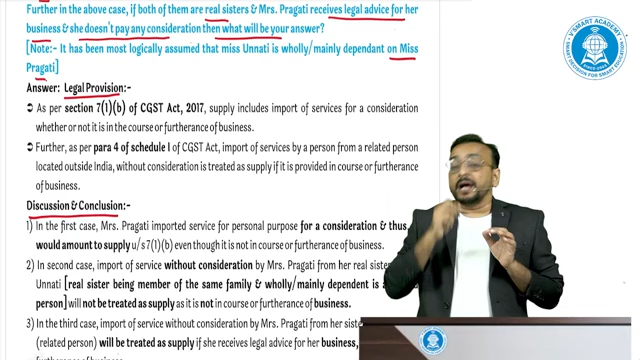 Further in the above case, if both of them are real sisters & Mrs. Pragati receives legal advice for her
business & she doesn't pay any consideration then what will be your answer?
[Note:- It has been most logically assumed that miss Unnati is wholly/mainly dependant on Miss
Pragati]
Answer: Legal Provision:-
➲ As per section 7(1)(b) of CGST Act, 2017, supply includes import of services for a consideration
whether or not it is in the course or furtherance of business.
➲ Further, as per para 4 of schedule I of CGST Act, import of services by a person from a related person
located outside India, without consideration is treated as supply if it is provided in course or furtherance
of business.
Discussion & Conclusion:-
1) In the first case, Mrs. Pragati imported service for personal purpose for a consideration & thus,
would amount to supply u/s 7(1)(b) even though it is not in course or furtherance of business.
2) In second case, import of service without consideration by Mrs. Pragati from her real sister
Unnati [real sister being member of the same family & wholly/mainly dependent is a
person] will not be treated as supply as it is not in course or furtherance of business.
3) In the third case, import of service without consideration by Mrs. Pragati from her sister
(related person) will be treated as supply if she receives legal advice for her business,
V SMART ACADEMY
SMART DECISION FOR SMART EDUCATION